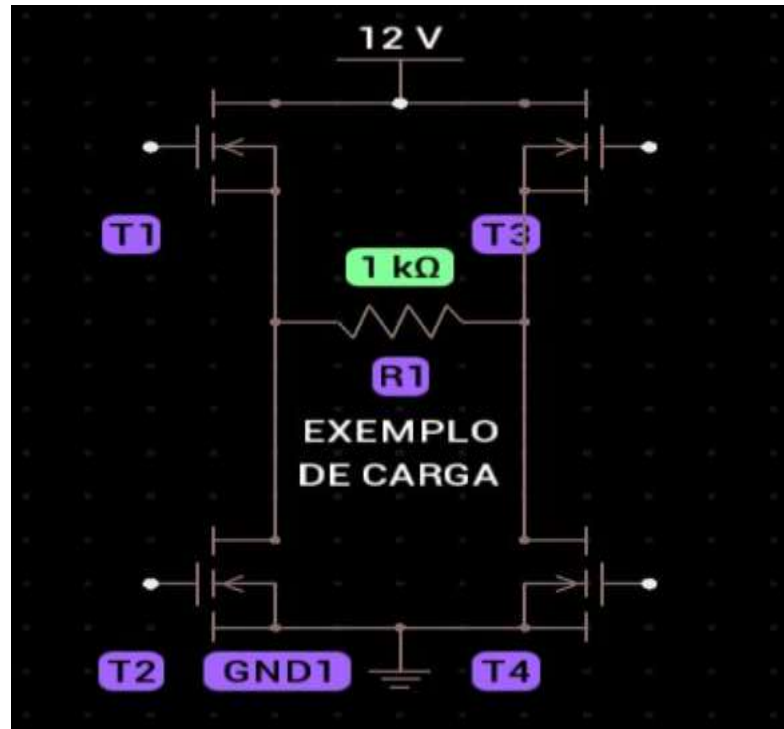 12 V
T1
T3
1 kΩ
R1
EXEMPLO
DE CARGA
T2
GND1
T4